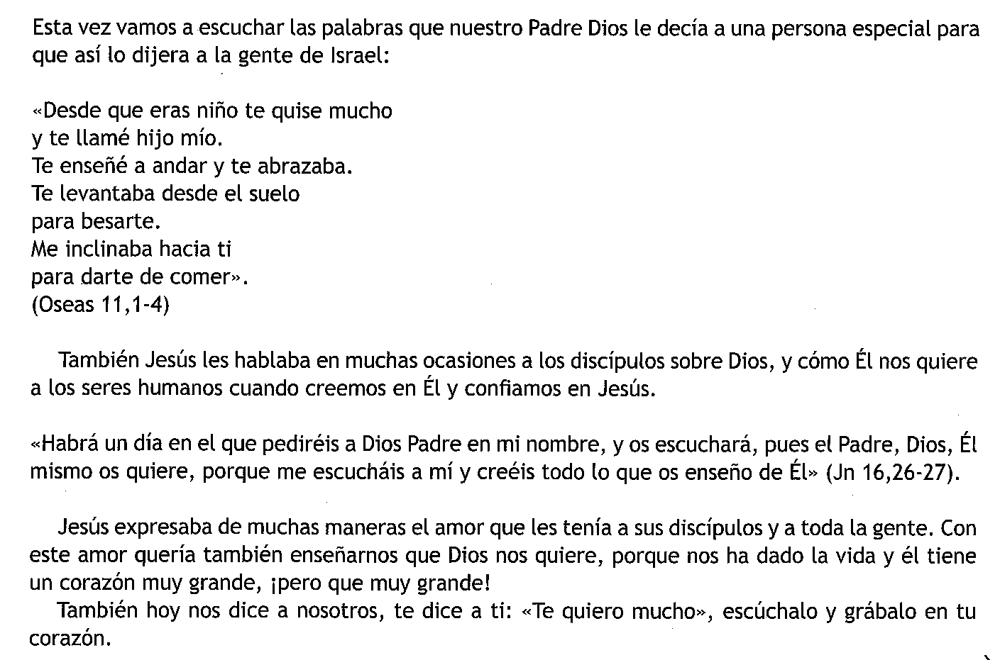 Esta vez vamos a escuchar las palabras que nuestro Padre Dios le decía a una persona especial para
que así lo dijera a la gente de Israel:
«Desde que eras niño te quise mucho
y te llamé hijo mío.
Te enseñé a andar y te abrazaba.
Te levantaba desde el suelo
para besarte.
Me inclinaba hacia ti
para darte de comer».
(Oseas 11,1-4)
También Jesús les hablaba en muchas ocasiones a los discípulos sobre Dios, y cómo Él nos quiere
a los seres humanos cuando creemos en Él y confiamos en Jesús.
«Habrá un día en el que pediréis a Dios Padre en mi nombre, y os escuchará, pues el Padre, Dios, Él
mismo os quiere, porque me escucháis a mí y creéis todo lo que os enseño de Él» (Jn 16,26-27).
Jesús expresaba de muchas maneras el amor que les tenía a sus discípulos y a toda la gente. Con
este amor quería también enseñarnos que Dios nos quiere, porque nos ha dado la vida y él tiene
un corazón muy grande, ¡pero que muy grande!
También hoy nos dice a nosotros, te dice a ti: «Te quiero mucho», escúchalo y grábalo en tu
corazón.